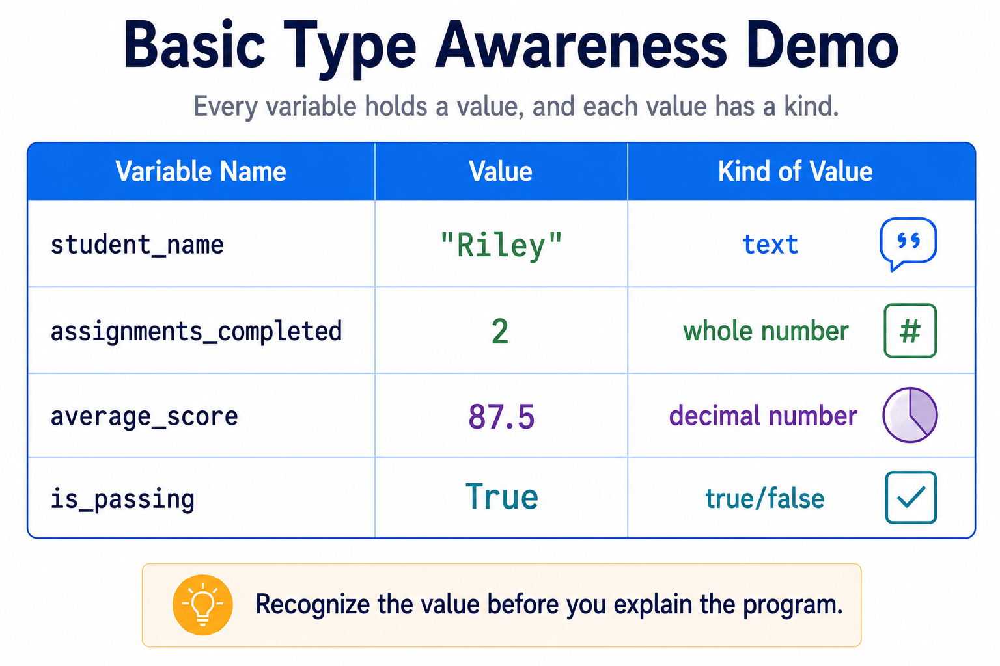 Basic Type Awareness Demo
Every variable holds a value, and each value has a kind.
Variable Name Value Kind of Value
student_name "Riley" text
assignments_completed 2 whole number #
average_score 87.5 decimal number
is_passing True true/false
Recognize the value before you explain the program.